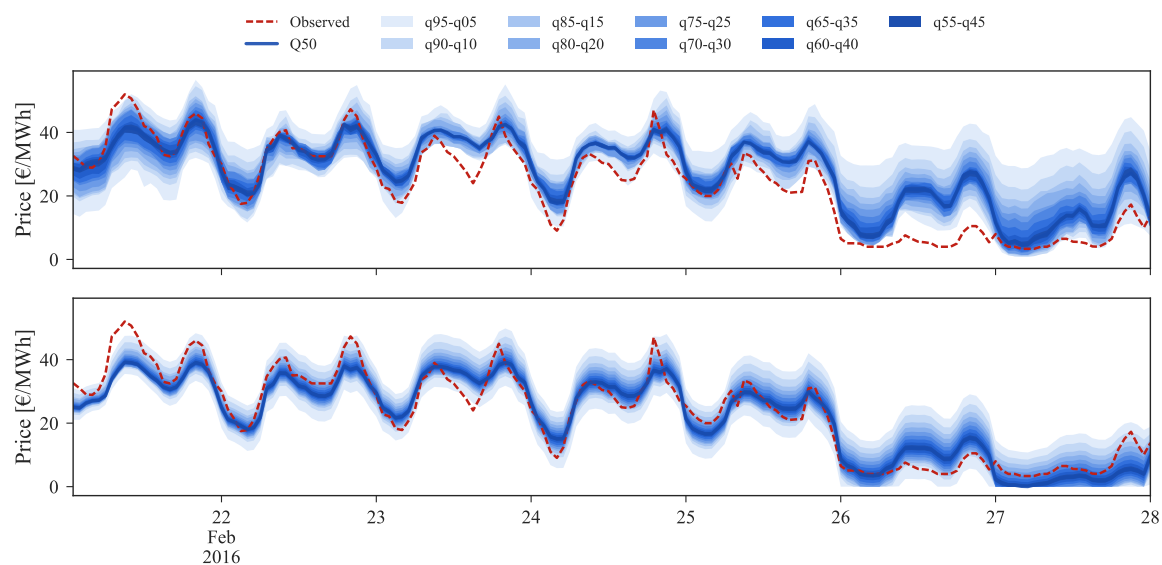 Observed q95-q05 q85-q15 q75-q25 q65-q35 q55-q45
Q50 q90-q10 q80-q20 q70-q30 q60-q40
Price [€/MWh]
40
20
0
Price [€/MWh]
40
20
0
22 23 24 25 26 27 28
Feb
2016